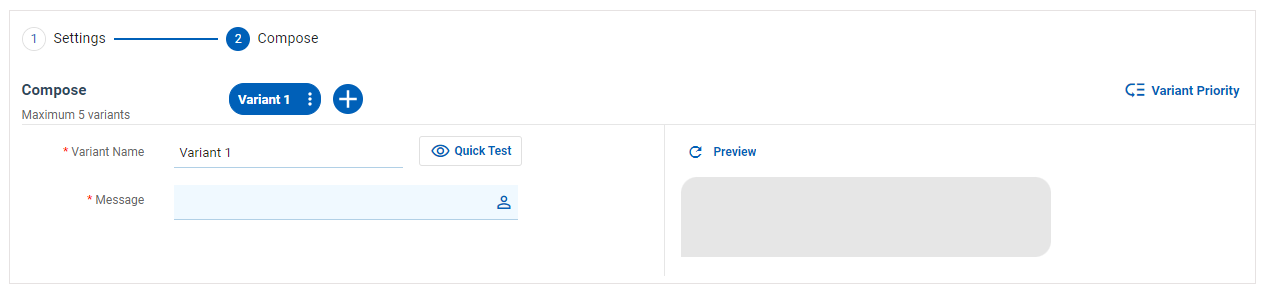 1 Settings 2 Compose
Compose
Maximum 5 variants
Variant 1
Variant Priority
* Variant Name Variant 1 Quick Test
* Message
Preview